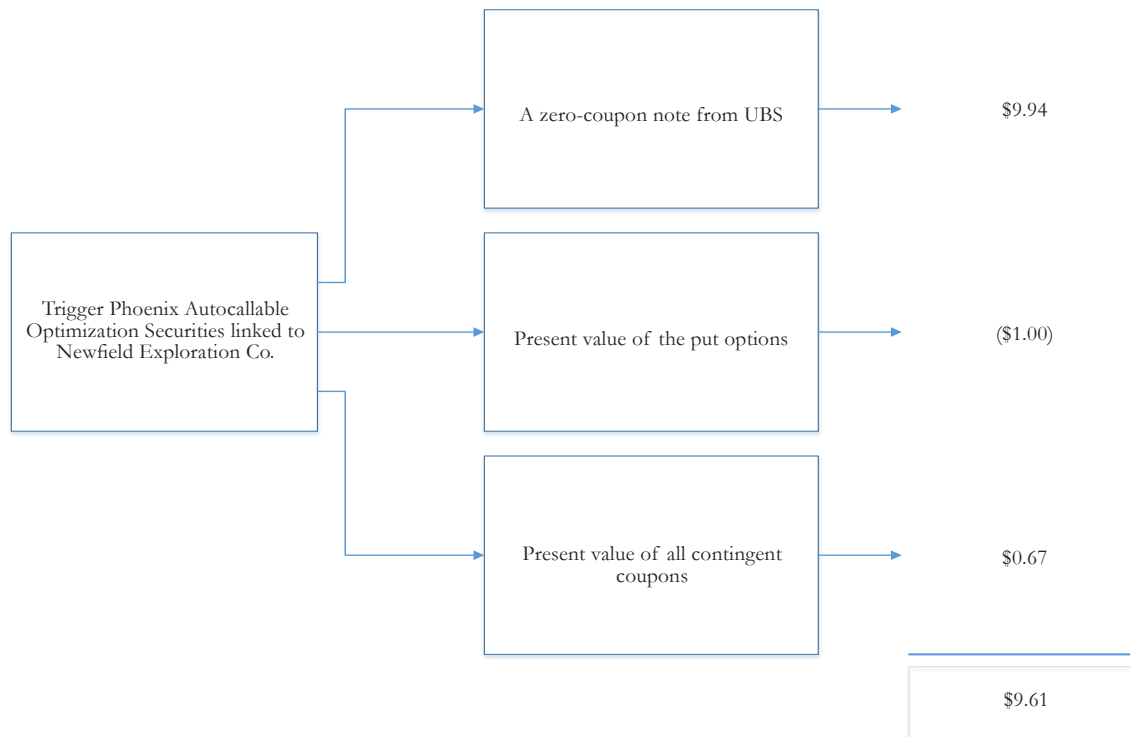 A zero-coupon note from UBS
$9.94
Trigger Phoenix Autocallable
Optimization Securities linked to
Newfield Exploration Co.
Present value of the put options
($1.00)
Present value of all contingent
coupons
$0.67
$9.61